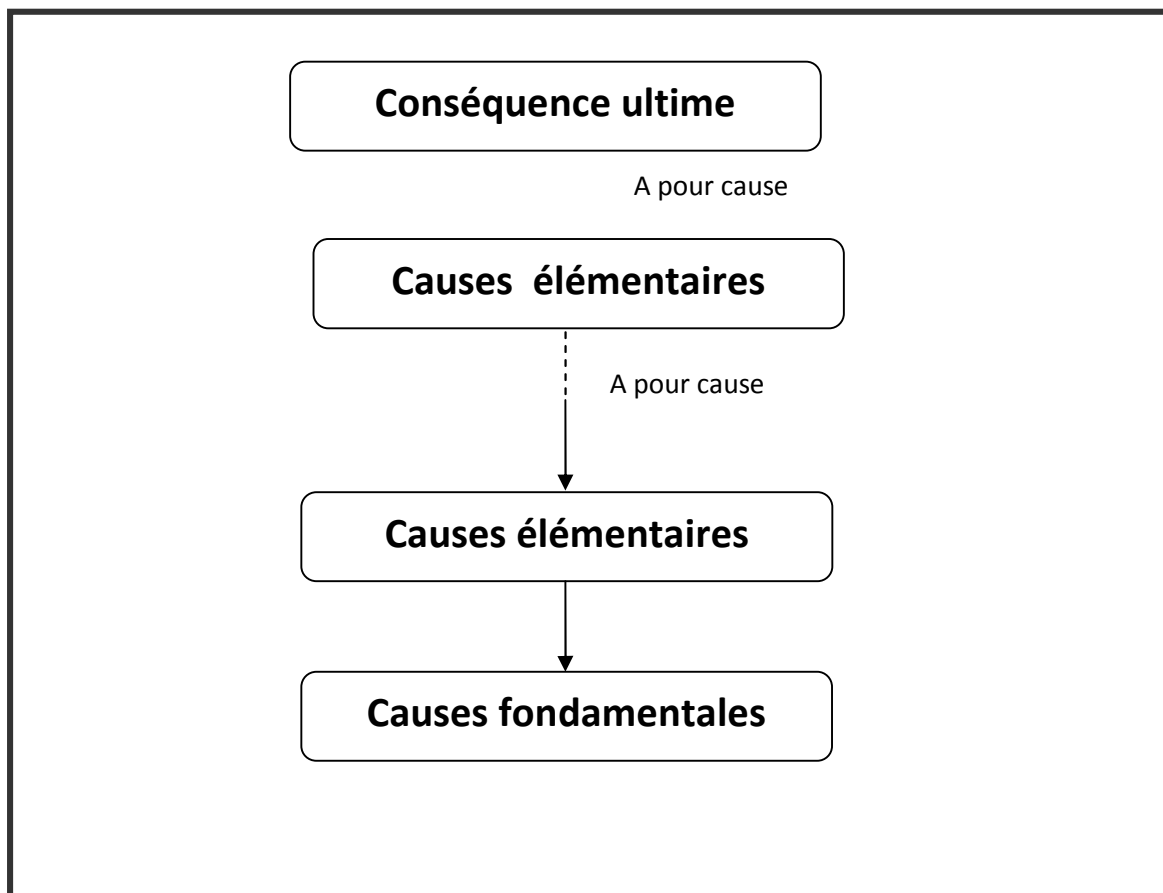 Conséquence ultime
A pour cause
Causes élémentaires
A pour cause
Causes élémentaires
Causes fondamentales